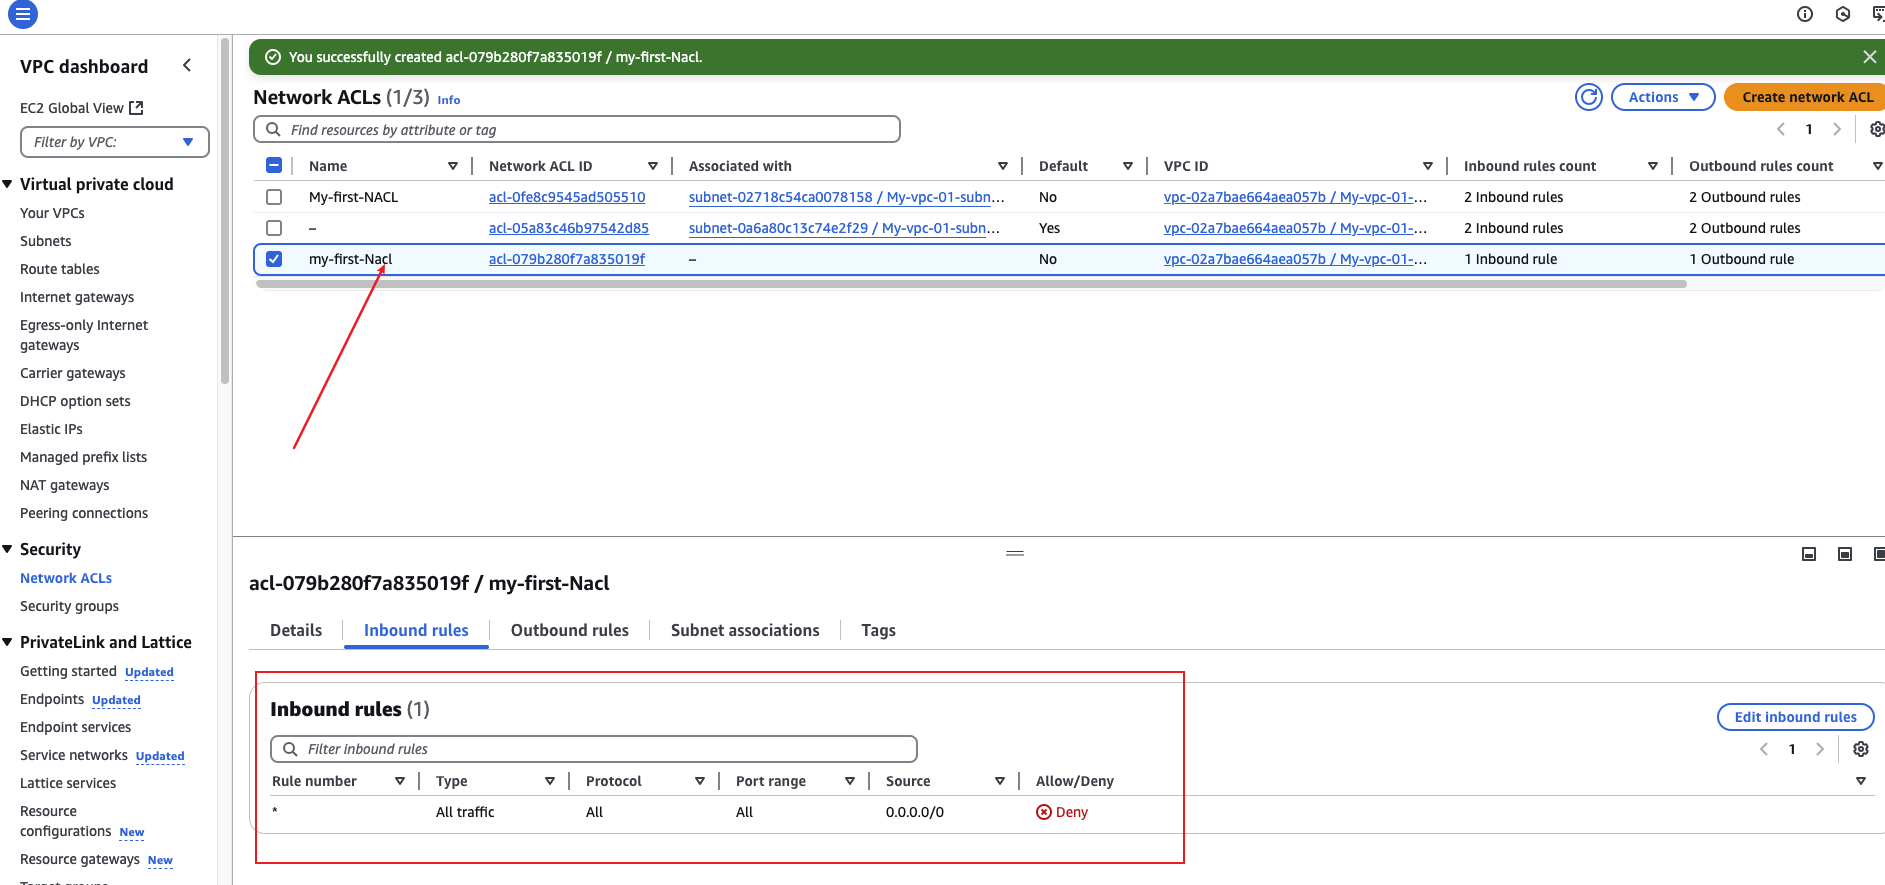 You successfully created acl-079b280f7a835019f / my-first-Nacl.
VPC dashboard
EC2 Global View
Filter by VPC:
Virtual private cloud
Your VPCs
Subnets
Route tables
Internet gateways
Egress-only Internet
gateways
Carrier gateways
DHCP option sets
Elastic IPs
Managed prefix lists
NAT gateways
Peering connections
Security
Network ACLs
Security groups
PrivateLink and Lattice
Getting started Updated
Endpoints Updated
Endpoint services
Service networks Updated
Lattice services
Resource
configurations New
Resource gateways New
Network ACLs (1/3) Info
Actions
Create network ACL
Find resources by attribute or tag
1
Name Network ACL ID Associated with Default VPC ID Inbound rules count Outbound rules count
My-first-NACL acl-0fe8c9545ad505510 subnet-02718c54ca0078158 / My-vpc-01-subn... No vpc-02a7bae664aea057b / My-vpc-01-... 2 Inbound rules 2 Outbound rules
– acl-05a83c46b97542d85 subnet-0a6a80c13c74e2f29 / My-vpc-01-subn... Yes vpc-02a7bae664aea057b / My-vpc-01-... 2 Inbound rules 2 Outbound rules
my-first-Nacl acl-079b280f7a835019f – No vpc-02a7bae664aea057b / My-vpc-01-... 1 Inbound rule 1 Outbound rule
acl-079b280f7a835019f / my-first-Nacl
Details Inbound rules Outbound rules Subnet associations Tags
Inbound rules (1)
Edit inbound rules
Filter inbound rules
1
Rule number Type Protocol Port range Source Allow/Deny
* All traffic All All 0.0.0.0/0 Deny